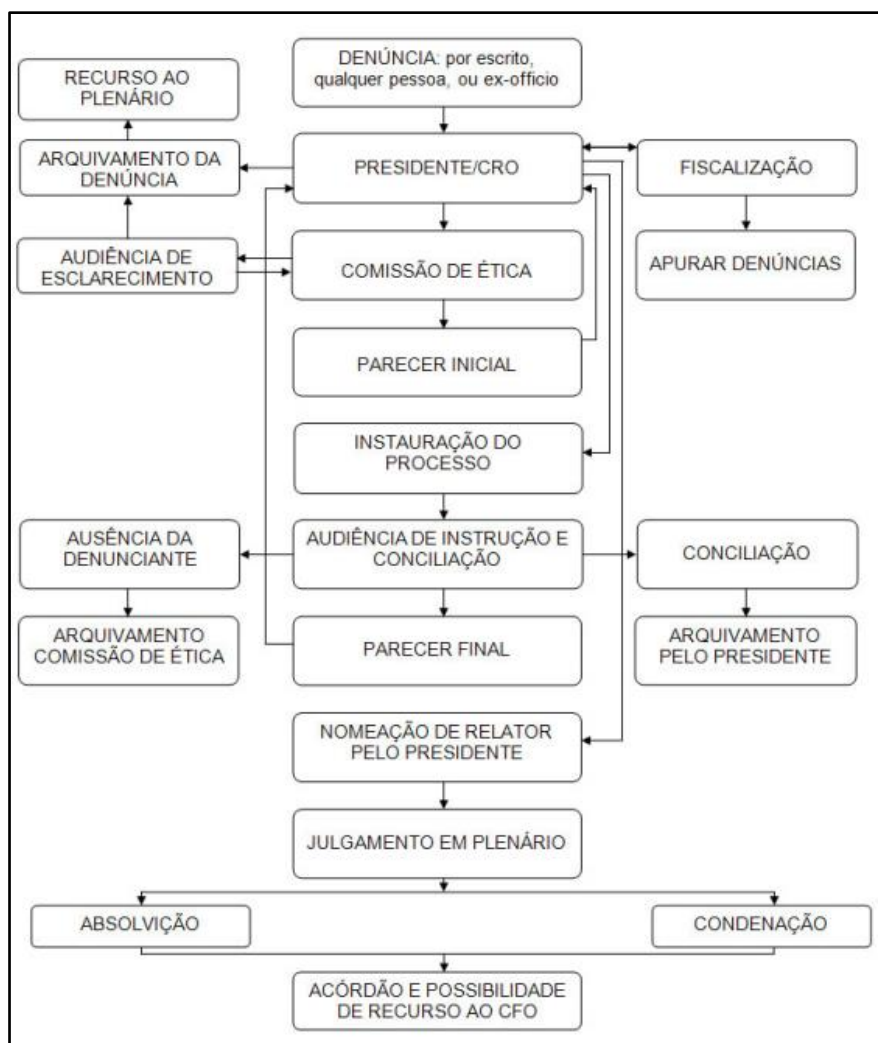 DENÚNCIA: por escrito,
qualquer pessoa, ou ex-officio
RECURSO AO
PLENÁRIO
ARQUIVAMENTO DA
DENÚNCIA
PRESIDENTE/CRO
FISCALIZAÇÃO
AUDIÊNCIA DE
ESCLARECIMENTO
COMISSÃO DE ÉTICA
APURAR DENÚNCIAS
PARECER INICIAL
INSTAURAÇÃO DO
PROCESSO
AUSÊNCIA DA
DENUNCIANTE
AUDIÊNCIA DE INSTRUÇÃO E
CONCILIAÇÃO
CONCILIAÇÃO
ARQUIVAMENTO
COMISSÃO DE ÉTICA
PARECER FINAL
ARQUIVAMENTO
PELO PRESIDENTE
NOMEAÇÃO DE RELATOR
PELO PRESIDENTE
JULGAMENTO EM PLENÁRIO
ABSOLVIÇÃO
CONDENAÇÃO
ACÓRDÃO E POSSIBILIDADE
DE RECURSO AO CFO